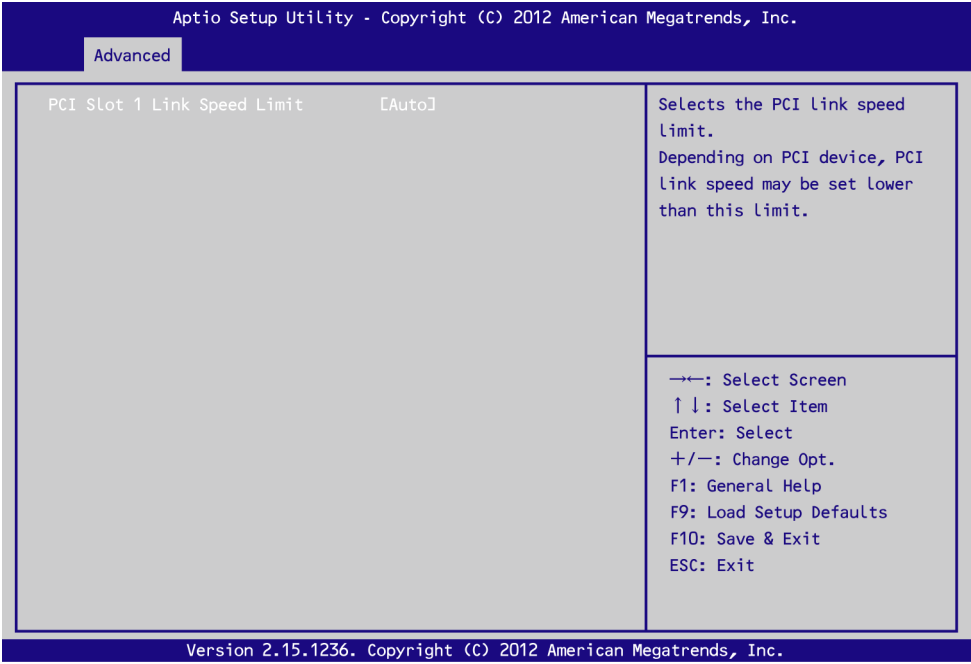 Aptio Setup Utility - Copyright (C) 2012 American Megatrends, Inc.
Advanced
PCI Slot 1 Link Speed Limit [Auto]
Selects the PCI link speed
limit.
Depending on PCI device, PCI
link speed may be set lower
than this limit.
→←: Select Screen
↑↓: Select Item
Enter: Select
+/-: Change Opt.
F1: General Help
F9: Load Setup Defaults
F10: Save & Exit
ESC: Exit
Version 2.15.1236. Copyright (C) 2012 American Megatrends, Inc.